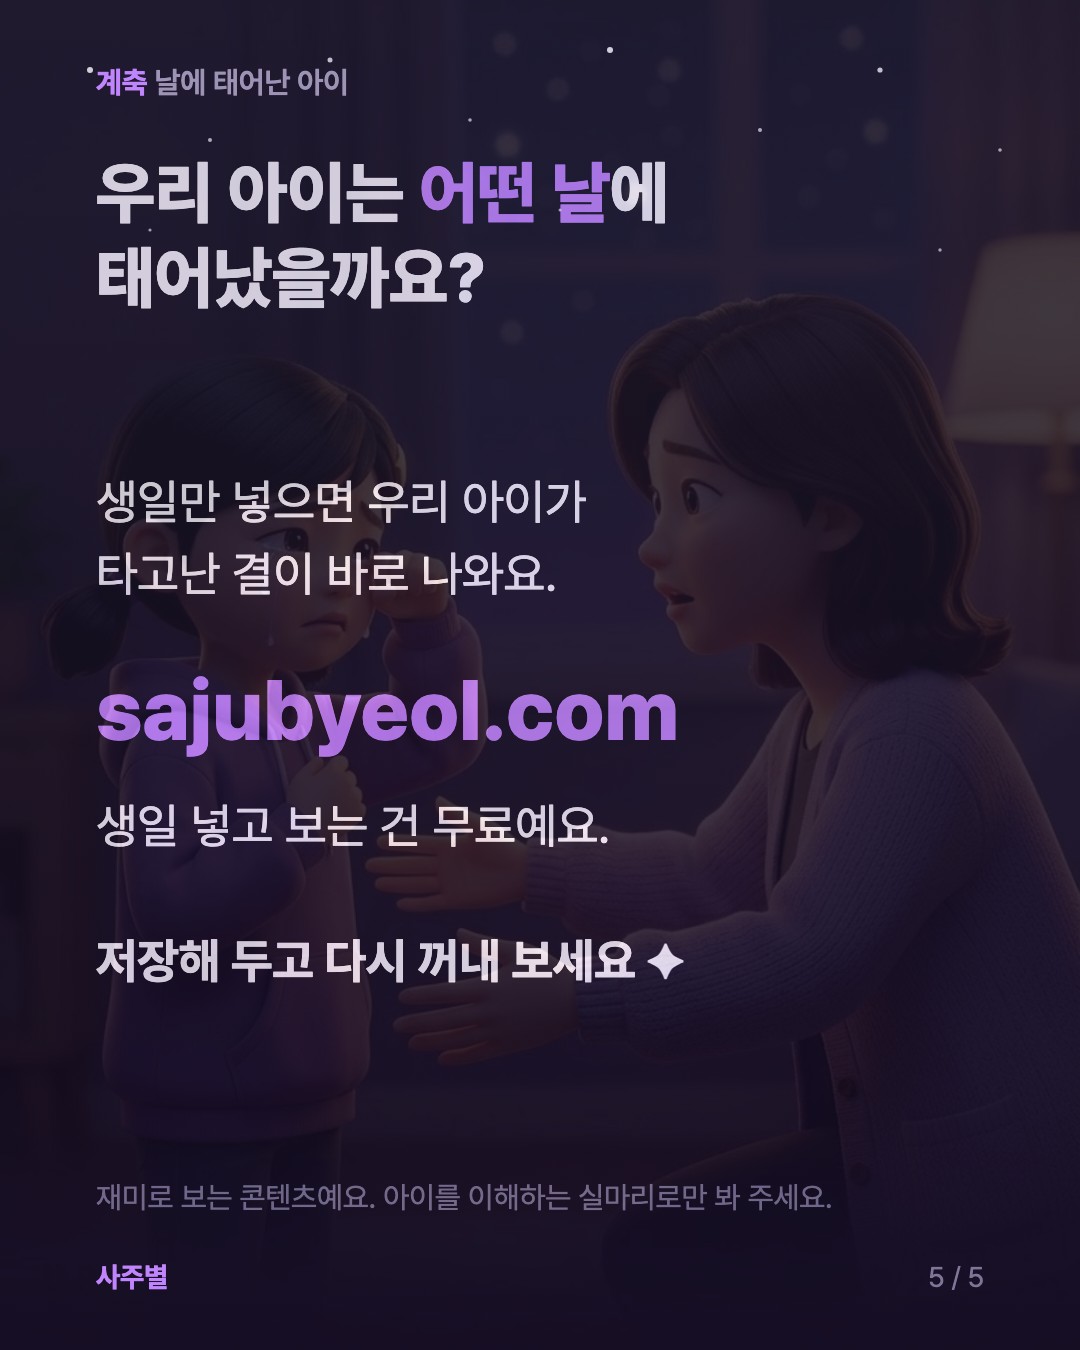 계축 날에 태어난 아이
우리 아이는 어떤 날에
태어났을까요?
생일만 넣으면 우리 아이가
타고난 결이 바로 나와요.
sajubyeol.com
생일 넣고 보는 건 무료예요.
저장해 두고 다시 꺼내 보세요 ✦
재미로 보는 콘텐츠예요. 아이를 이해하는 실마리로만 봐 주세요.
사주별
5 / 5